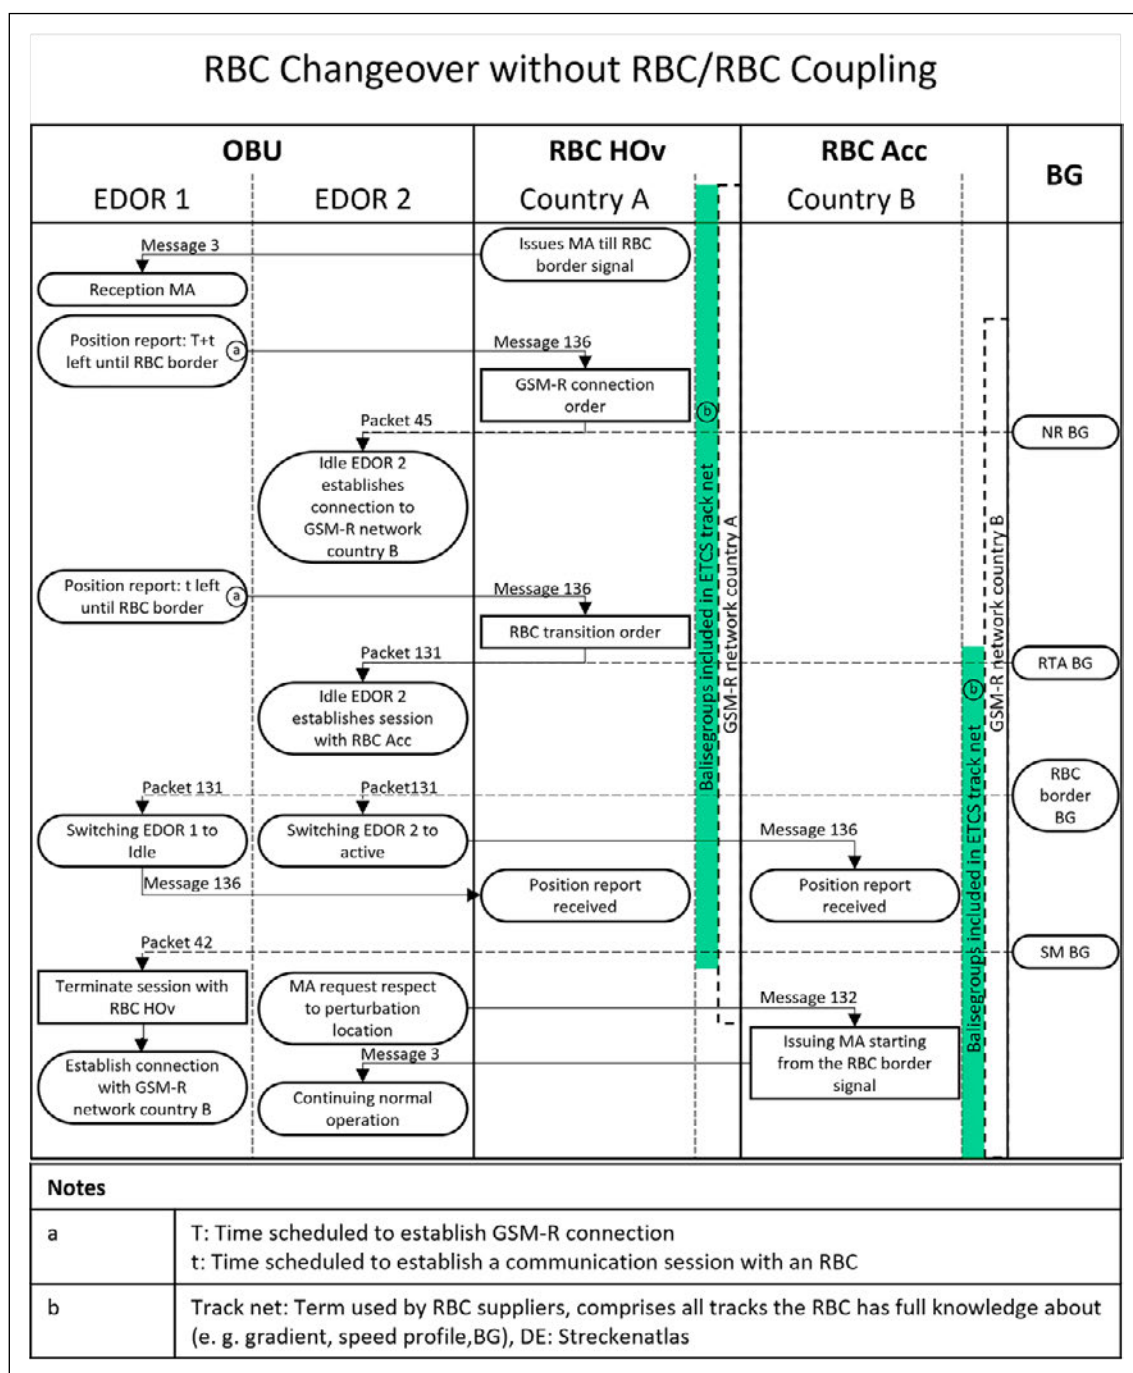 RBC Changeover without RBC/RBC Coupling
OBU
RBC HOv
RBC Acc
BG
EDOR 1
EDOR 2
Country A
Country B
Message 3
Issues MA till RBC
border signal
Reception MA
Position report: T+t
left until RBC border
a
Message 136
GSM-R connection
order
Packet 45
NR BG
Idle EDOR 2
establishes
connection to
GSM-R network
country B
Position report: t left
until RBC border
a
Message 136
RBC transition order
Packet 131
RTA BG
Idle EDOR 2
establishes session
with RBC Acc
Balisegroups included in ETCS track net
b
GSM-R network country A
Balisegroups included in ETCS track net
b
GSM-R network country B
Packet 131
Packet131
RBC
border
BG
Switching EDOR 1 to
Idle
Switching EDOR 2 to
active
Message 136
Message 136
Position report
received
Position report
received
Packet 42
SM BG
Terminate session with
RBC HOv
MA request respect
to perturbation
location
Message 132
Issuing MA starting
from the RBC border
signal
Message 3
Establish connection
with GSM-R
network country B
Continuing normal
operation
Notes
a
T: Time scheduled to establish GSM-R connection
t: Time scheduled to establish a communication session with an RBC
b
Track net: Term used by RBC suppliers, comprises all tracks the RBC has full knowledge about
(e. g. gradient, speed profile,BG), DE: Streckenatlas